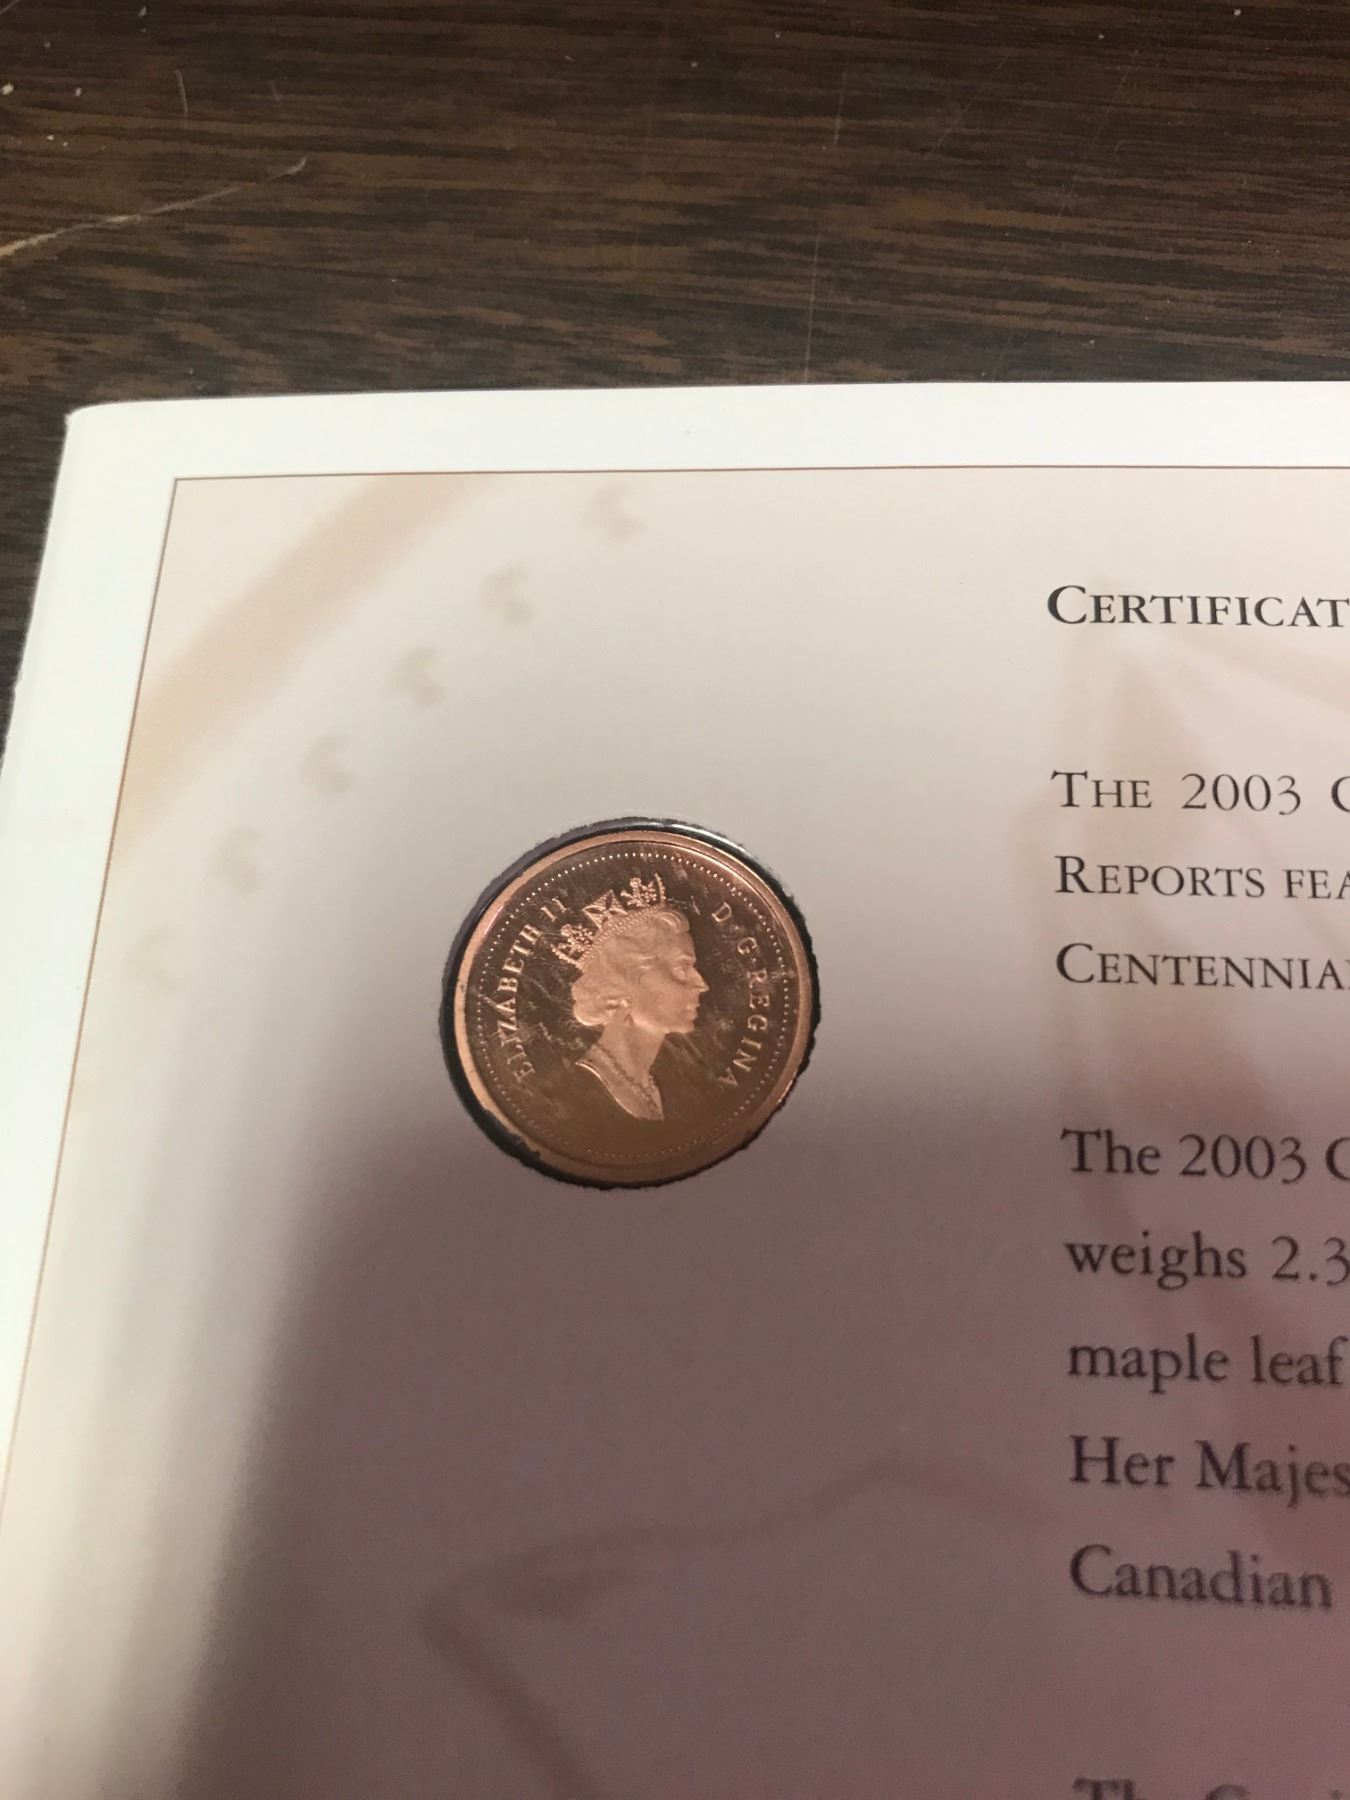 ELIZABETH II D·G·REGINA
CERTIFICAT
THE 2003 C
REPORTS FEA
CENTENNIA
The 2003 C
weighs 2.3
maple leaf
Her Majes
Canadian